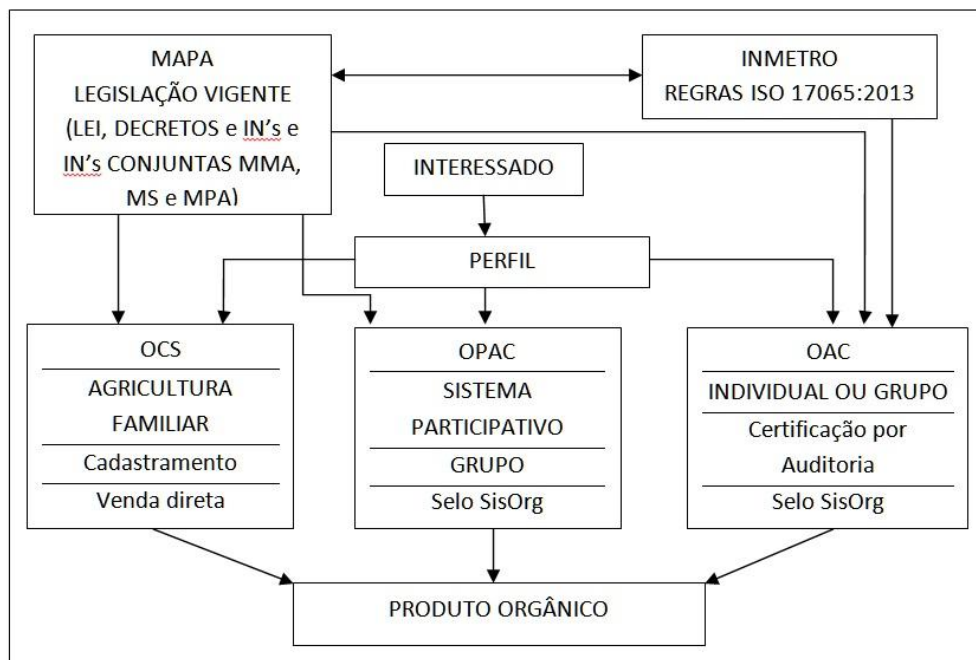 MAPA
LEGISLAÇÃO VIGENTE
(LEI, DECRETOS e IN's e
IN's CONJUNTAS MMA,
MS e MPA)
INMETRO
REGRAS ISO 17065:2013
INTERESSADO
PERFIL
OCS
AGRICULTURA
FAMILIAR
Cadastramento
Venda direta
OPAC
SISTEMA
PARTICIPATIVO
GRUPO
Selo SisOrg
OAC
INDIVIDUAL OU GRUPO
Certificação por
Auditoria
Selo SisOrg
PRODUTO ORGÂNICO